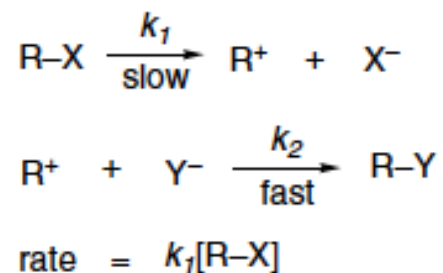 R–X k₁ slow R⁺ + X⁻
R⁺ + Y⁻ k₂ fast R–Y
rate = k₁[R–X]